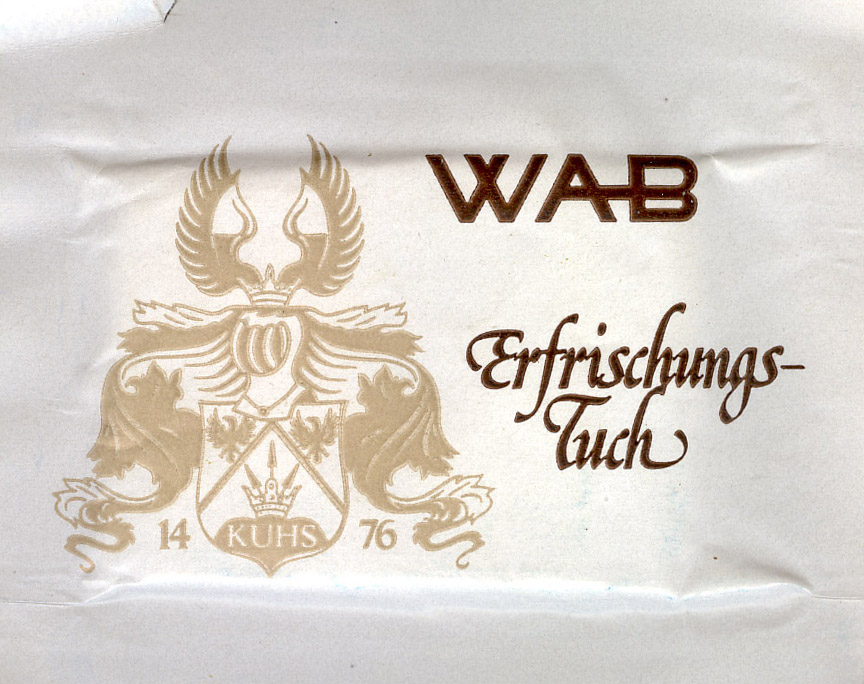 WAB
Erfrischungs-
Tuch
14 KUHS 76